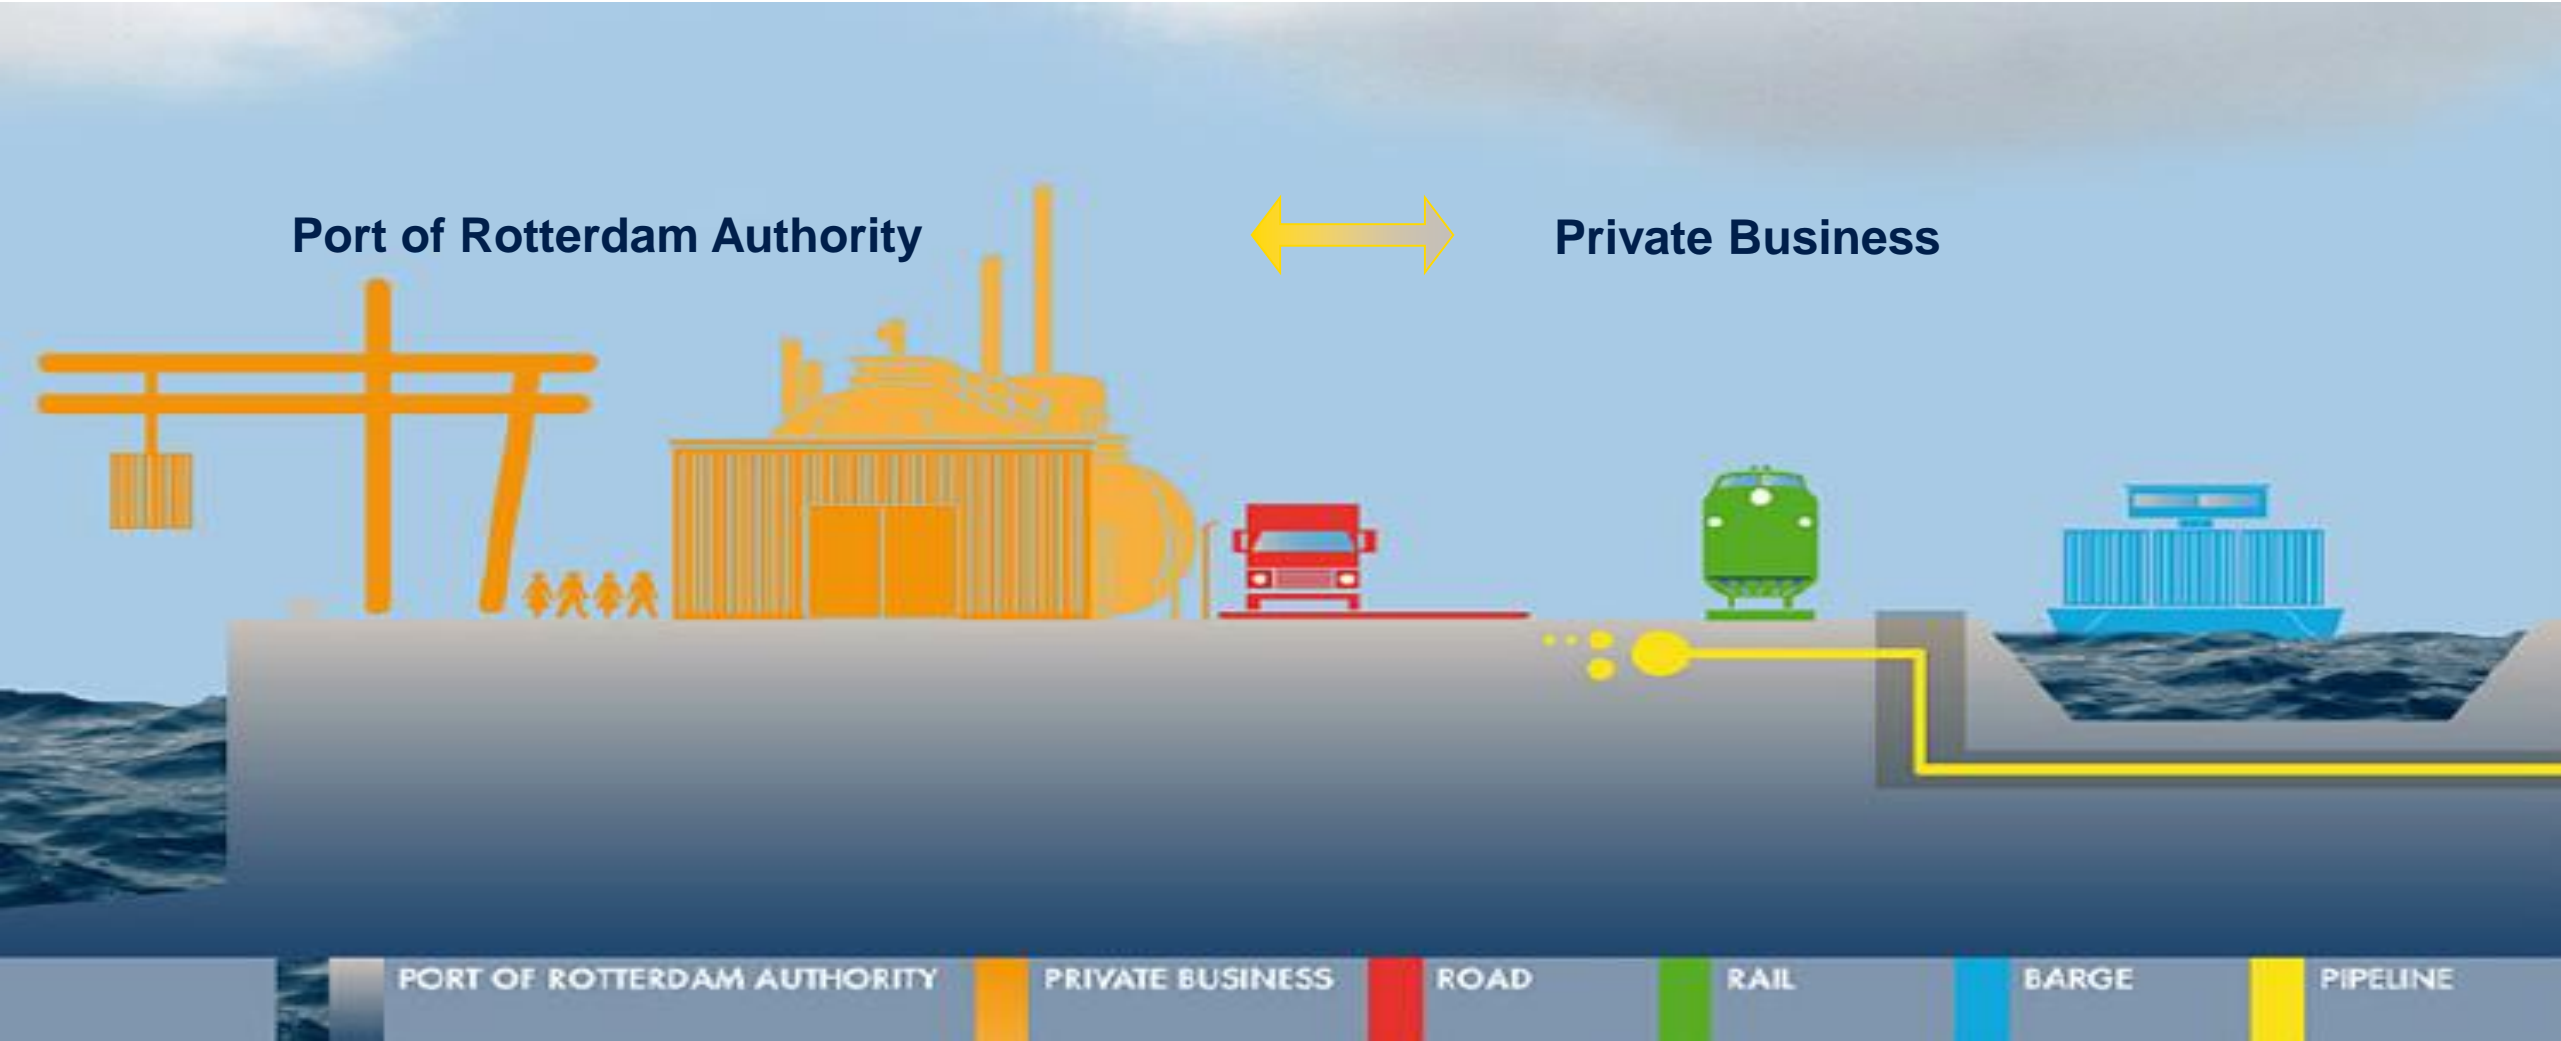 Port of Rotterdam Authority
Private Business
PORT OF ROTTERDAM AUTHORITY
PRIVATE BUSINESS
ROAD
RAIL
BARGE
PIPELINE